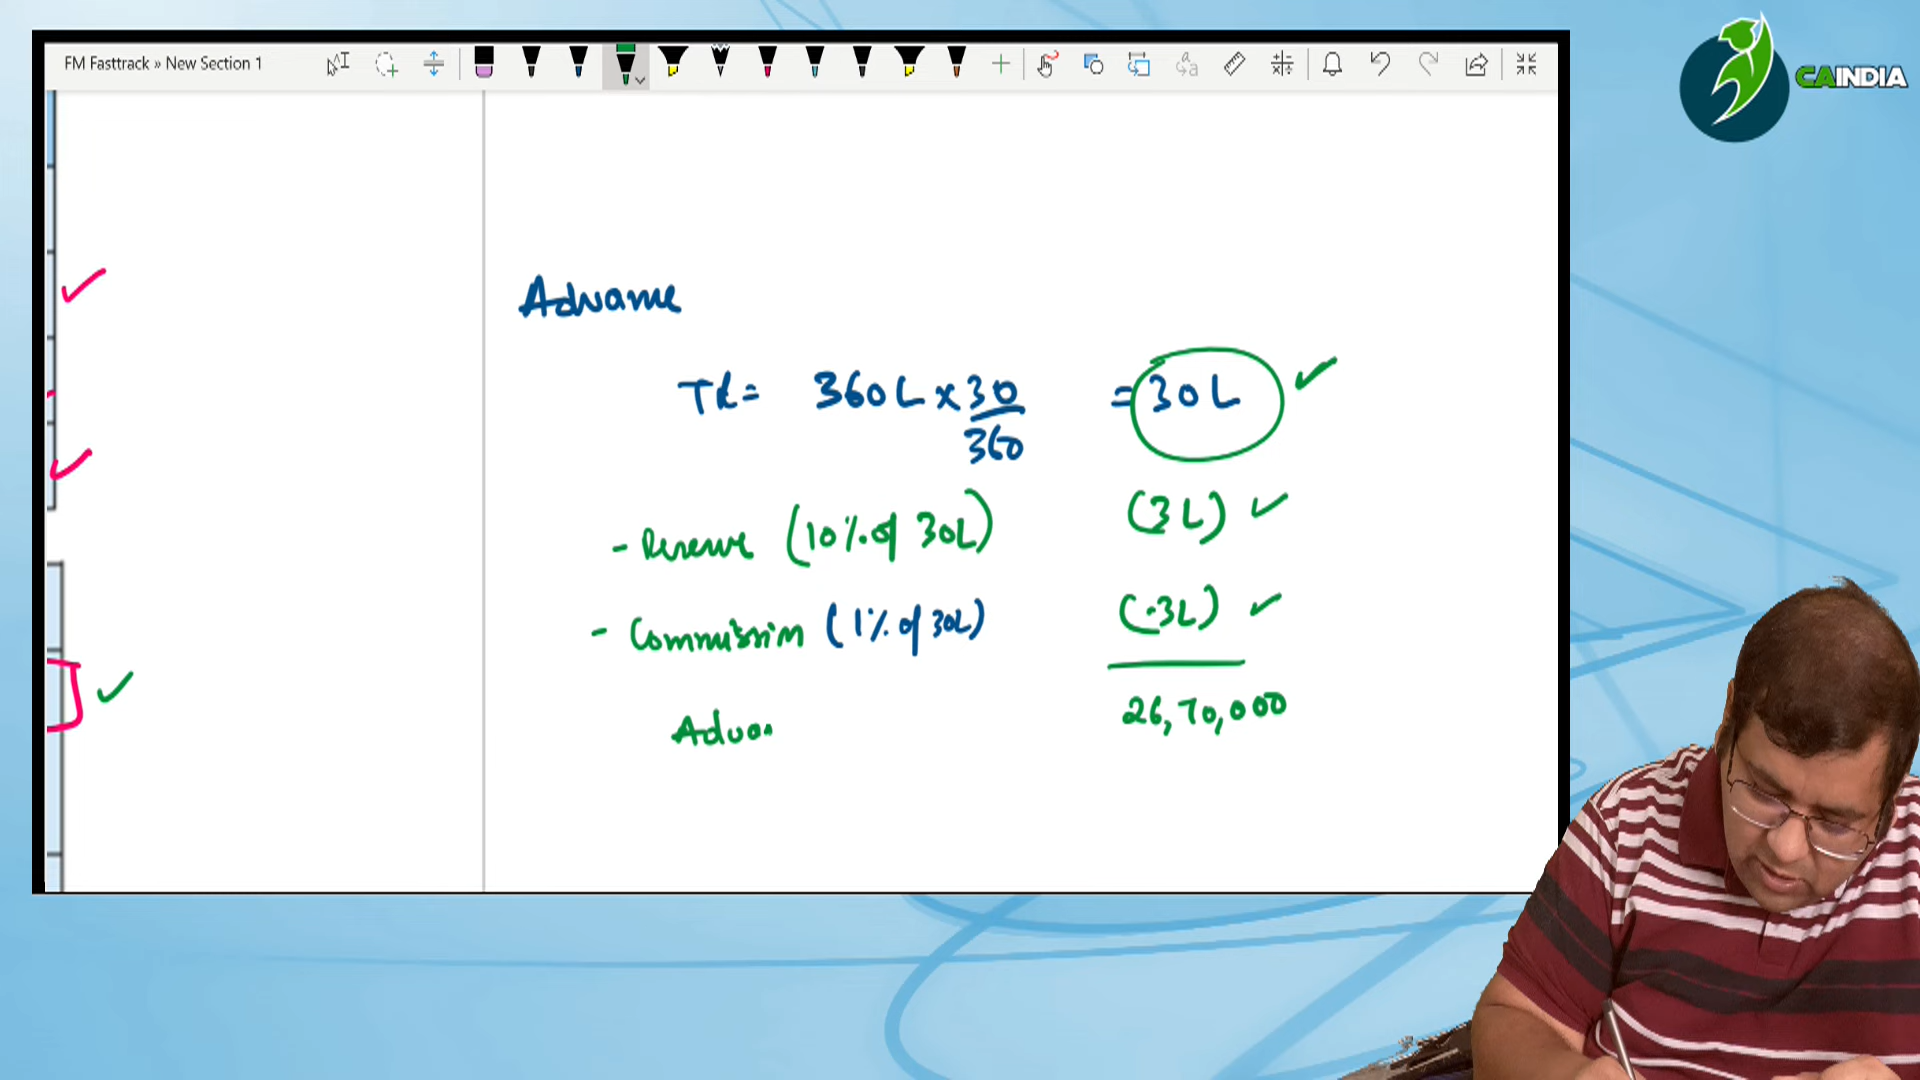 FM Fasttrack » New Section 1
CAINDIA
Advance
TR = 360L × 30/360 = 30L
- Reserve (10% of 30L) (3L)
- Commission (1% of 30L) (.3L)
26,70,000
Advan